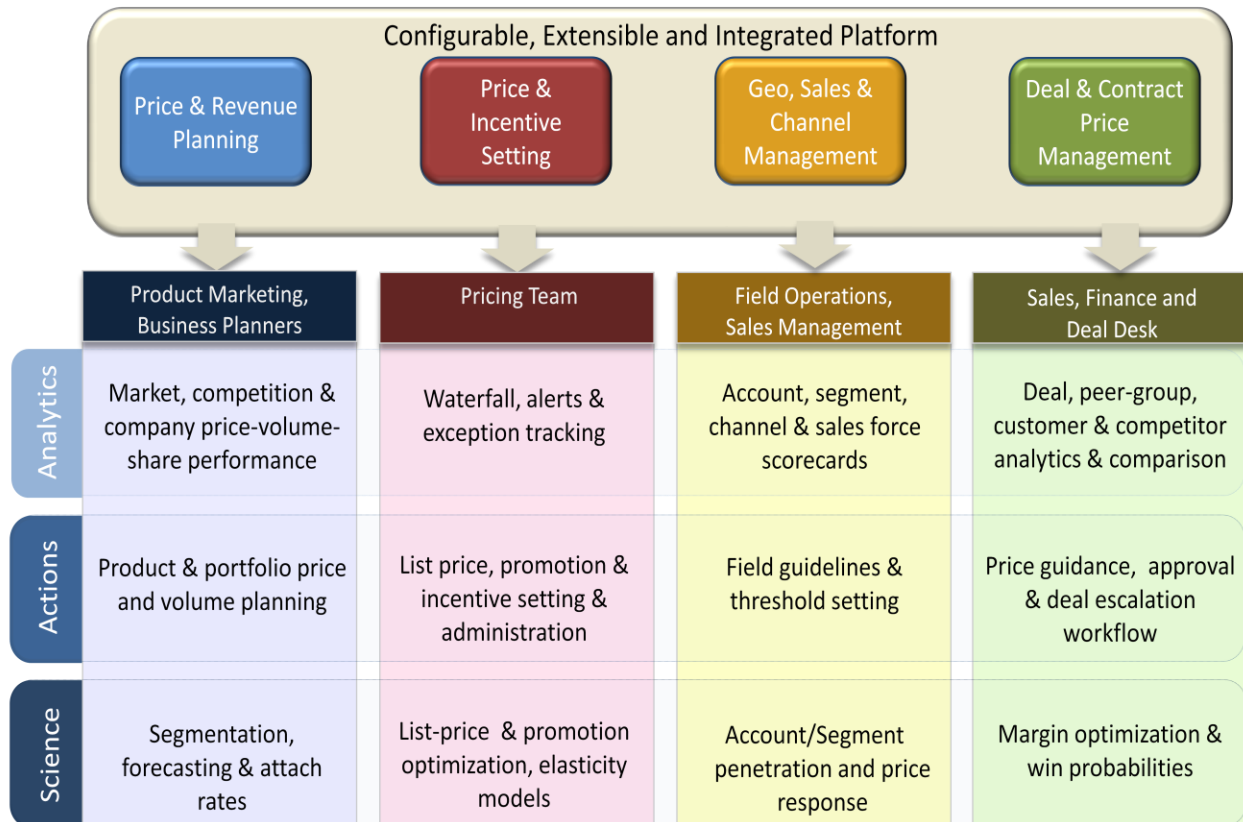 Configurable, Extensible and Integrated Platform
Price & Revenue
Planning
Price &
Incentive
Setting
Geo, Sales &
Channel
Management
Deal & Contract
Price
Management
Product Marketing,
Business Planners
Pricing Team
Field Operations,
Sales Management
Sales, Finance and
Deal Desk
Analytics
Market, competition &
company price-volume-
share performance
Waterfall, alerts &
exception tracking
Account, segment,
channel & sales force
scorecards
Deal, peer-group,
customer & competitor
analytics & comparison
Actions
Product & portfolio price
and volume planning
List price, promotion &
incentive setting &
administration
Field guidelines &
threshold setting
Price guidance, approval
& deal escalation
workflow
Science
Segmentation,
forecasting & attach
rates
List-price & promotion
optimization, elasticity
models
Account/Segment
penetration and price
response
Margin optimization &
win probabilities